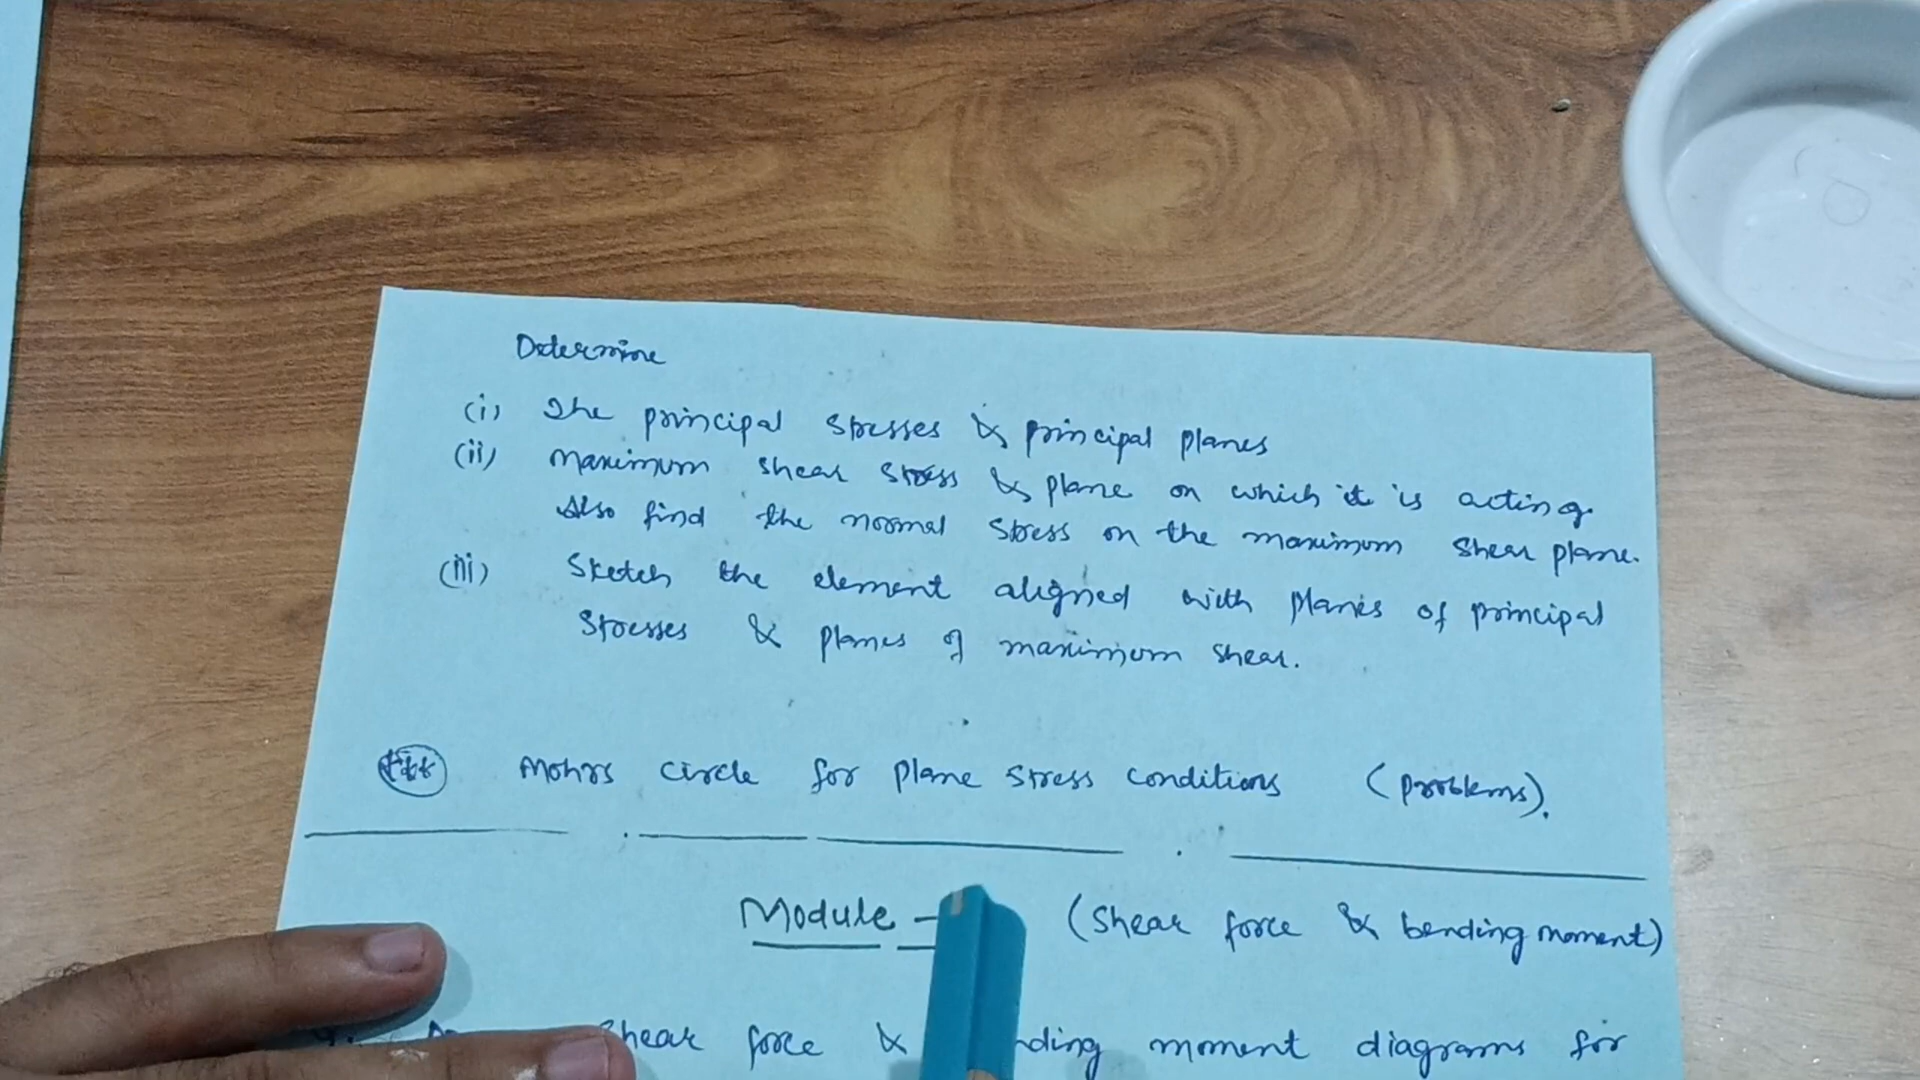 Determine
(i) The principal stresses & principal planes
(ii) maximum shear stress & plane on which it is acting.
Also find the normal stress on the maximum shear plane.
(iii) Sketch the element aligned with planes of principal
stresses & planes of maximum shear.
*** Mohrs circle for plane stress conditions (problems).
Module - (Shear force & bending moment)
shear force & moment diagrams for